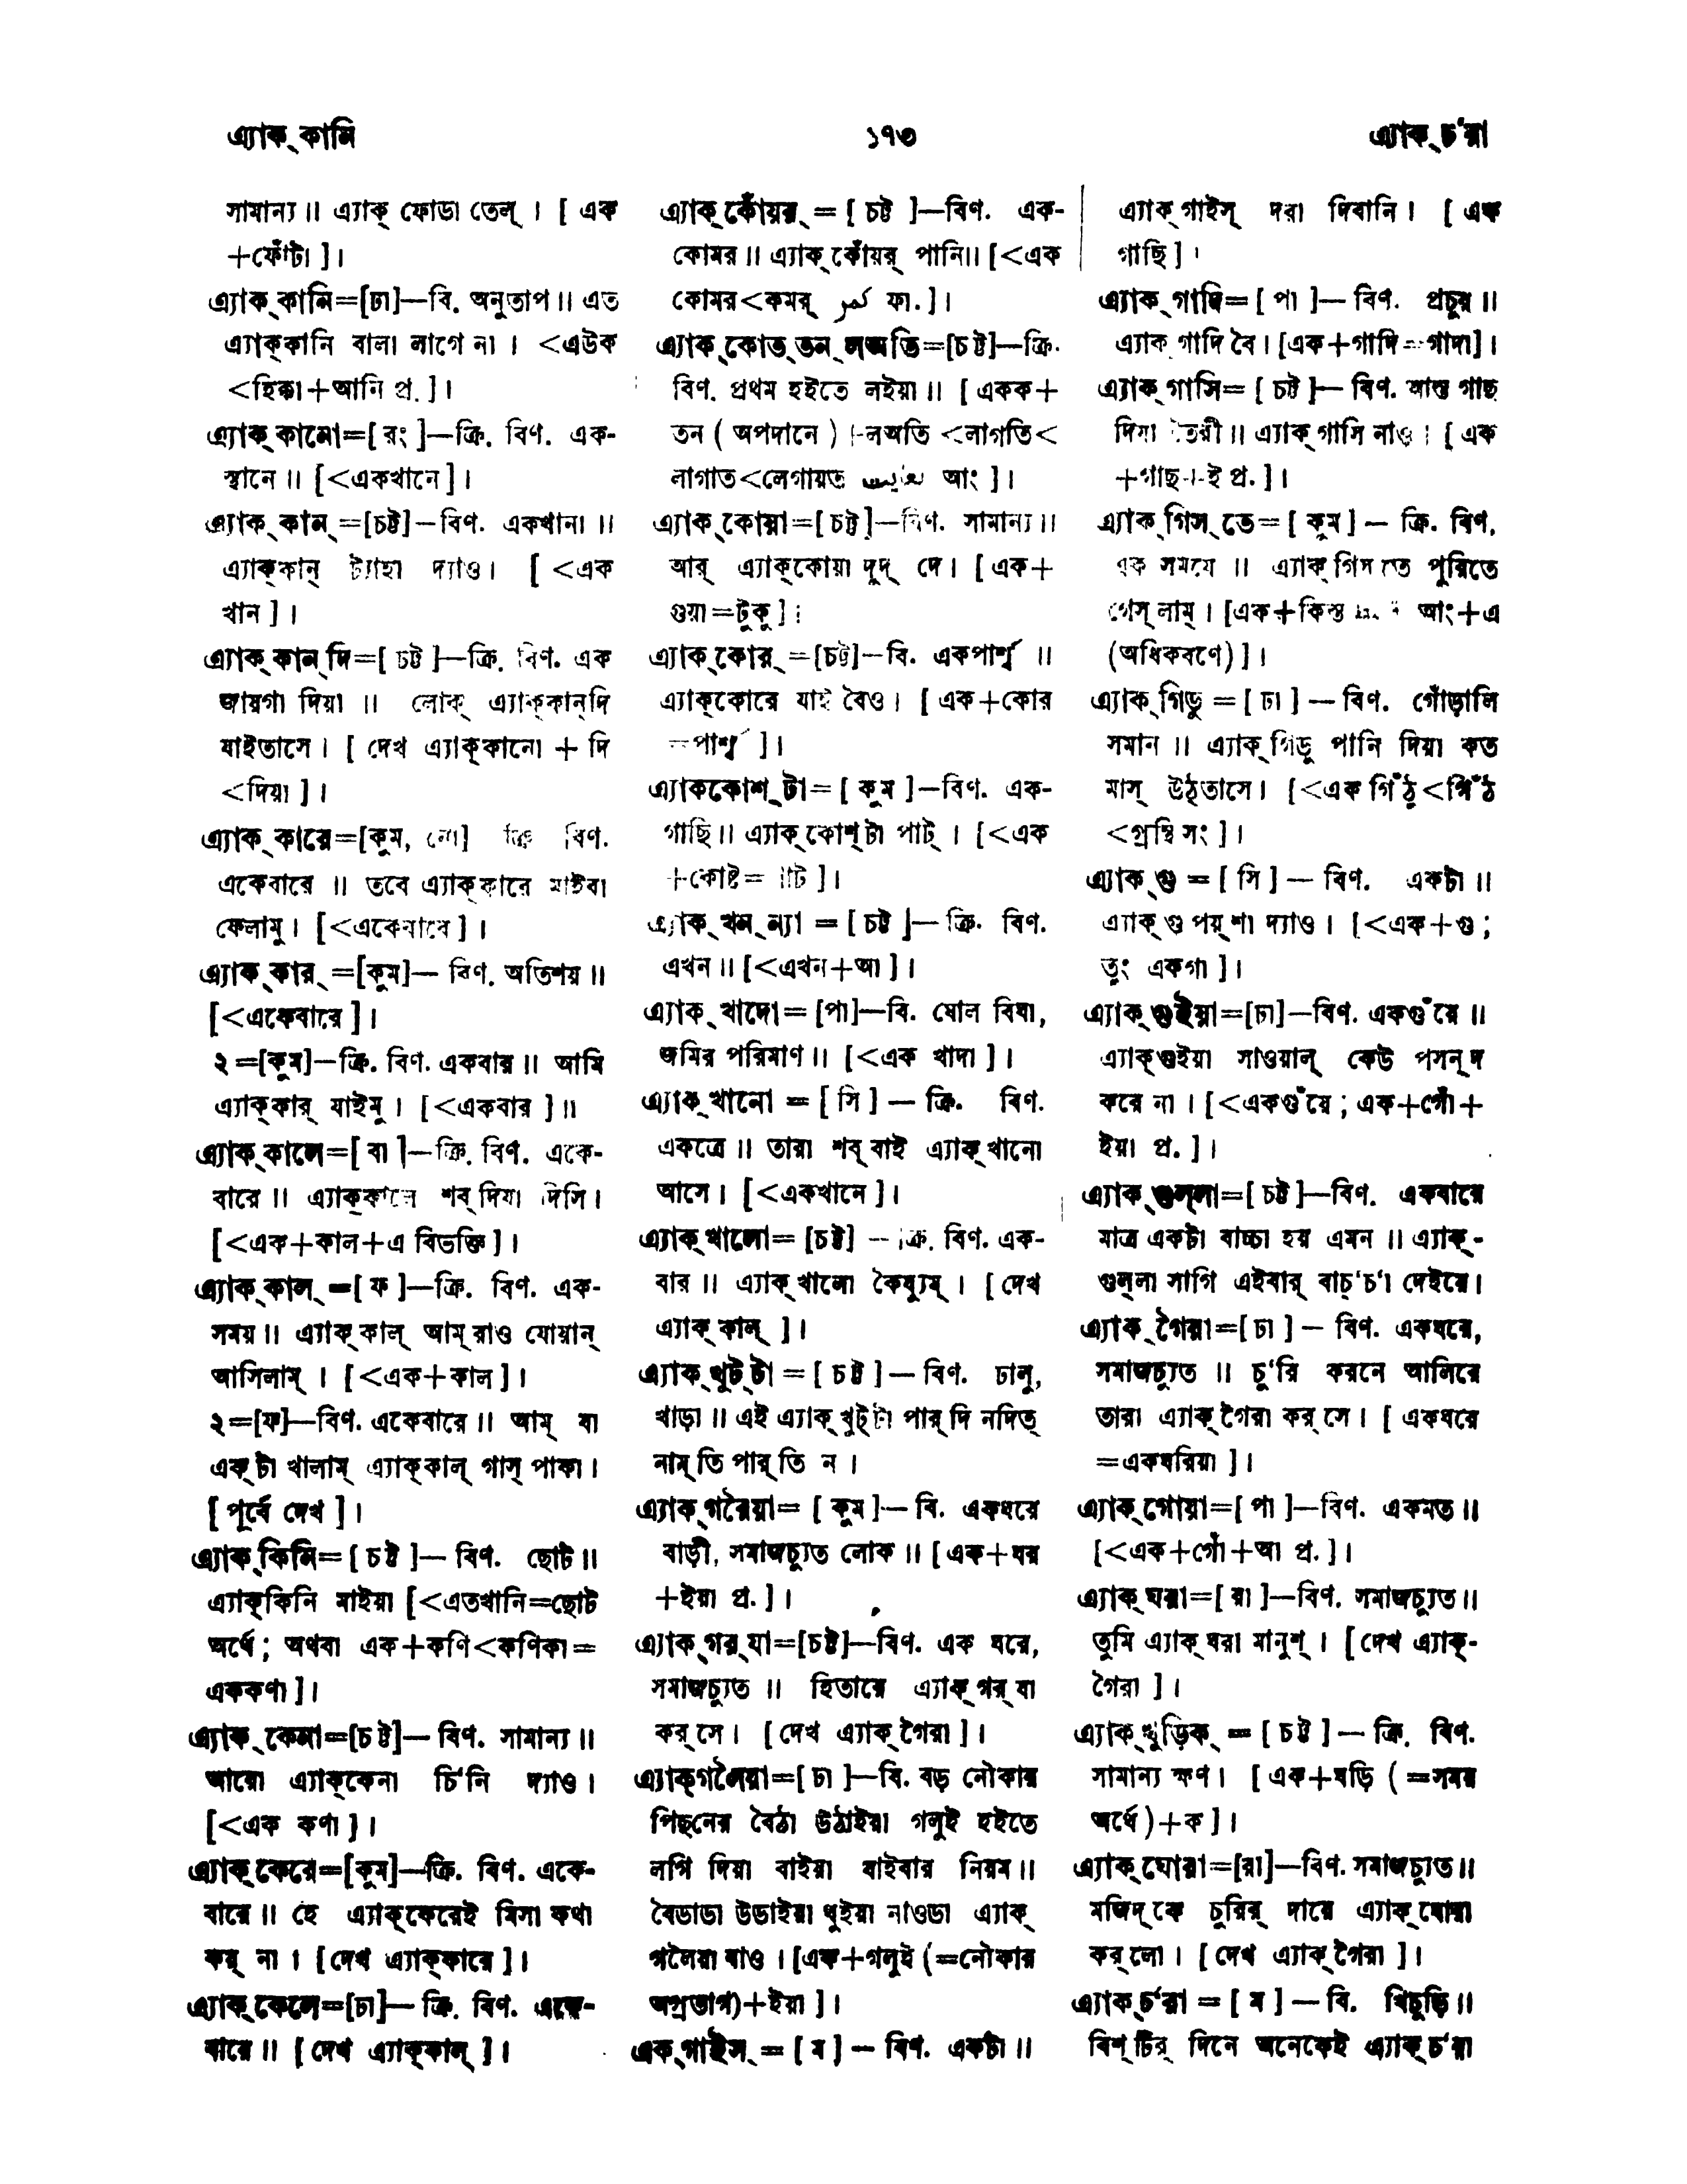 এ্যাক্‌কানি
১৭৩
এ্যাক্‌চ'রা
সামান্য॥ এ্যাক্ ফোডা তেল্। [ এক
+ফোঁটা ]।
এ্যাক্‌কানি=[ঢা]—বি. অনুতাপ॥ এত
এ্যাক্‌কানি বালা লাগে না। <এউক
<হিক্কা+আনি প্র. ]।
এ্যাক্‌কানো=[ রং ]—ক্রি. বিণ. এক-
স্থানে॥ [<একখানে]।
এ্যাক্‌কান্=[চট্ট]—বিণ. একখানা॥
এ্যাক্‌কান্ ট্যাহা দ্যাও। [ <এক
খান ]।
এ্যাক্‌কান্‌দি=[ চট্ট ]—ক্রি. বিণ. এক
জায়গা দিয়া॥ লোক্ এ্যাক্‌কান্‌দি
যাইতাসে। [ দেখ এ্যাক্‌কানো + দি
<দিয়া ]।
এ্যাক্‌কারে=[কুম, নো] ক্রি বিণ.
একেবারে॥ তবে এ্যাক্‌কারে মাইবা
ফেলামু। [<একেবারে]।
এ্যাক্‌কার্=[কুম]— বিণ. অতিশয়॥
[<একেবারে ]।
২=[কুম]—ক্রি. বিণ. একবার॥ আমি
এ্যাক্‌কার্ যাইমু। [<একবার ]॥
এ্যাক্‌কালে=[ বা ]—ক্রি. বিণ. একে-
বারে॥ এ্যাক্‌কালে শব্ দিয়া দিসি।
[<এক+কাল+এ বিভক্তি ]।
এ্যাক্‌কাল্=[ ফ ]—ক্রি. বিণ. এক-
সময়॥ এ্যাক্‌কাল্ আম্‌রাও যোয়ান্
আসিলাম্। [<এক+কাল]।
২=[ফ]—বিণ. একেবারে॥ আম্ যা
এক্‌টা খালাম্ এ্যাক্‌কাল্ গাস্ পাকা।
[ পূর্বে দেখ ]।
এ্যাক্‌কিনি=[ চট্ট ]— বিণ. ছোট॥
এ্যাক্‌কিনি মাইয়া [<এতখানি=ছোট
অর্থে; অথবা এক+কণি<কণিকা=
এককণা]।
এ্যাক্‌কেনা=[চট্ট]— বিণ. সামান্য॥
আরো এ্যাক্‌কেনা চি'নি দ্যাও।
[<এক কণা ]।
এ্যাক্‌কেরে=[কুম]—ক্রি. বিণ. একে-
বারে॥ হে এ্যাক্‌কেরেই মিসা কথা
কর্ না। [দেখ এ্যাক্‌কারে]।
এ্যাক্‌কেলে=[ঢা]— ক্রি. বিণ. একে-
বারে॥ [ দেখ এ্যাক্‌কাল্ ]।
এ্যাক্‌কোঁয়র্=[ চট্ট ]—বিণ. এক-
কোমর॥ এ্যাক্‌কোঁয়র্ পানি॥ [<এক
কোমর<কমর্ كمر ফা.]।
এ্যাক্‌কোত্‌তন্‌লঅতি=[চট্ট]—ক্রি.
বিণ. প্রথম হইতে লইয়া॥ [ একক+
তন ( অপদানে ) +লঅতি <লাগতি<
লাগাত<লেগায়ত আং ]।
এ্যাক্‌কোয়া=[ চট্ট ]—বিণ. সামান্য॥
আর্ এ্যাক্‌কোয়া দুদ্ দে। [ এক+
গুয়া=টুকু]।
এ্যাক্‌কোর্=[চট্ট]—বি. একপার্শ্ব॥
এ্যাক্‌কোরে যাই বৈও। [ এক+কোর
=পার্শ্ব ]।
এ্যাককোশ্‌টা=[ কুম ]—বিণ. এক-
গাছি॥ এ্যাক্‌কোশ্‌টা পাট্। [<এক
+কোষ্ট= পাট ]।
এ্যাক্‌খন্‌ন্যা=[ চট্ট ]— ক্রি. বিণ.
এখন॥ [<এখন+আ ]।
এ্যাক্‌খাদো=[পা]—বি. ষোল বিঘা,
জমির পরিমাণ॥ [<এক খাদা ]।
এ্যাক্‌খানো=[ সি ] — ক্রি. বিণ.
একত্রে॥ তারা শব্‌বাই এ্যাক্‌খানো
আসে। [<একখানে ]।
এ্যাক্‌খালো= [চট্ট] — ক্রি. বিণ. এক-
বার॥ এ্যাক্‌খালো কৈয্যুম্। [ দেখ
এ্যাক্‌কাল্ ]।
এ্যাক্‌খুট্‌টা=[ চট্ট ] — বিণ. ঢালু,
খাড়া॥ এই এ্যাক্‌খুট্‌টা পার্‌দি নদিত্
নাম্‌তি পার্‌তি ন।
এ্যাক্‌গরৈয়া= [ কুম ]— বি. একঘরে
বাড়ী, সমাজচ্যুত লোক॥ [ এক+ঘর
+ইয়া প্র. ]।
এ্যাক্‌গর্‌যা=[চট্ট]—বিণ. এক ঘরে,
সমাজচ্যুত॥ হিতারে এ্যাক্‌গর্‌যা
কর্‌সে। [ দেখ এ্যাক্‌গৈরা ]।
এ্যাক্‌গলৈয়া=[ ঢা ]—বি. বড় নৌকার
পিছনের বৈঠা উঠাইয়া গলুই হইতে
লগি দিয়া বাইয়া যাইবার নিয়ম॥
বৈডাডা উডাইয়া থুইয়া নাওডা এ্যাক্
গলৈয়া বাও। [এক+গলুই (=নৌকার
অগ্রভাগ)+ইয়া ]।
এক্‌গাইস্=[ ম ] — বিণ. একটা॥
এ্যাক্‌গাইস্ দরা দিবানি। [ এক
গাছি]।
এ্যাক্‌গাদি=[ পা ]— বিণ. প্রচুর॥
এ্যাক্ গাদি বৈ। [এক+গাদি=গাদা]।
এ্যাক্‌গাসি=[ চট্ট ]— বিণ. আস্ত গাছ
দিয়া তৈরী॥ এ্যাক্‌গাসি নাও। [ এক
+গাছ+ই প্র. ]।
এ্যাক্‌গিস্‌তে=[ কুম ] — ক্রি. বিণ.
এক সময়ে॥ এ্যাক্‌গিস্‌তে পুরিতে
গেস্‌লাম্। [এক+কিস্ত আং+এ
(অধিকরণে) ]।
এ্যাক্‌গিড্ডু=[ ঢা ] — বিণ. গোঁড়ালি
সমান॥ এ্যাক্‌গিড্ডু পানি দিয়া কত
মাস্ উঠ্‌তাসে। [<এক গিঁঠু<গিঁঠ
<গ্রন্থি সং ]।
এ্যাক্‌গু=[ সি ] — বিণ. একটা॥
এ্যাক্‌গু পয়্‌শা দ্যাও। [<এক+গু;
তুং একগা ]।
এ্যাক্‌গুইয়া=[ঢা]—বিণ. একগুঁয়ে॥
এ্যাক্‌গুইয়া সাওয়াল্ কেউ পসন্‌দ
করে না। [<একগুঁয়ে; এক+গোঁ+
ইয়া প্র. ]।
এ্যাক্‌গুল্‌লা=[ চট্ট ]—বিণ. একবারে
মাত্র একটা বাচ্চা হয় এমন॥ এ্যাক্-
গুল্‌লা সাগি এইবার্ বাচ্‌'চ'া দেইয়ে।
এ্যাক্‌গৈরা=[ ঢা ] — বিণ. একঘরে,
সমাজচ্যুত॥ চু'রি করনে আলিরে
তারা এ্যাক্‌গৈরা কর্‌সে। [ একঘরে
=একঘরিয়া ]।
এ্যাক্‌গোয়া=[ পা ]—বিণ. একমত॥
[<এক+গোঁ+আ প্র. ]।
এ্যাক্‌ঘরা=[ রা ]—বিণ. সমাজচ্যুত॥
তুমি এ্যাক্‌ঘরা মানুশ্। [ দেখ এ্যাক্-
গৈরা ]।
এ্যাক্‌ঘুড়িক্=[ চট্ট ] — ক্রি. বিণ.
সামান্য ক্ষণ। [ এক+ঘড়ি (=সময়
অর্থে)+ক ]।
এ্যাক্‌ঘোরা=[রা]—বিণ. সমাজচ্যুত॥
মজিদ্‌কে চুরির্ দায়ে এ্যাক্‌ঘোরা
কর্‌লো। [ দেখ এ্যাক্‌গৈরা ]।
এ্যাক্‌চ'রা = [ ম ] — বি. খিচুড়ি॥
বিশ্‌টির্ দিনে অনেকেই এ্যাক্‌চ'রা